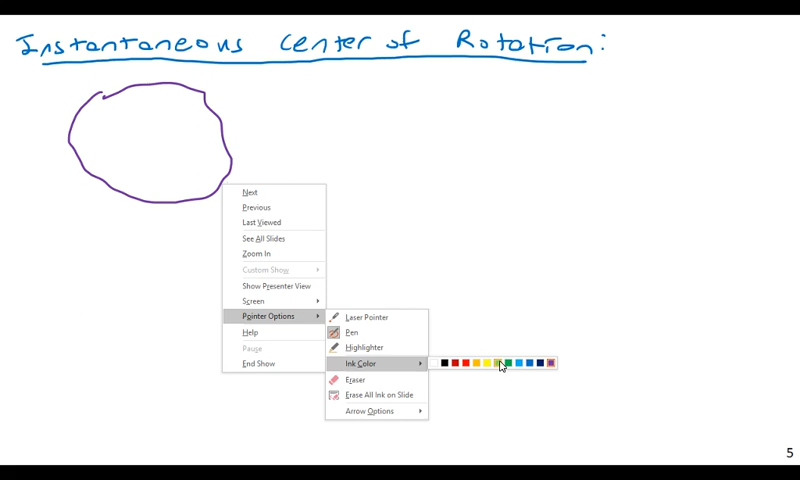 Instantaneous center of Rotation:
Next
Previous
Last Viewed
See All Slides
Zoom In
Custom Show
Show Presenter View
Screen
Pointer Options
Help
Pause
End Show
Laser Pointer
Pen
Highlighter
Ink Color
Eraser
Erase All Ink on Slide
Arrow Options
5